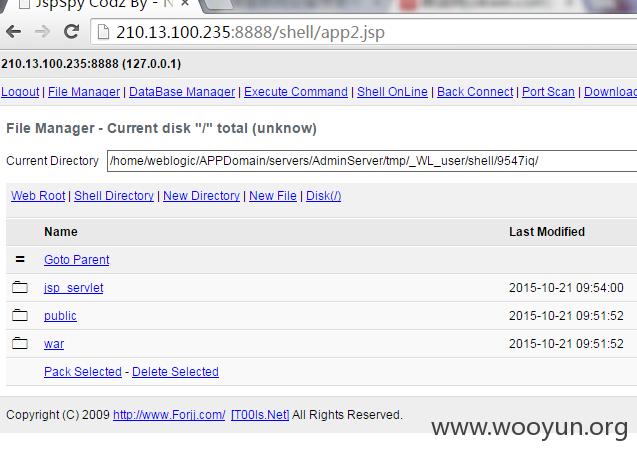 JspSpy Codz By - N
210.13.100.235:8888/shell/app2.jsp
210.13.100.235:8888 (127.0.0.1)
Logout | File Manager | DataBase Manager | Execute Command | Shell OnLine | Back Connect | Port Scan | Download
File Manager - Current disk "/" total (unknow)
Current Directory /home/weblogic/APPDomain/servers/AdminServer/tmp/_WL_user/shell/9547iq/
Web Root | Shell Directory | New Directory | New File | Disk(/)
Name Last Modified
= Goto Parent
jsp_servlet 2015-10-21 09:54:00
public 2015-10-21 09:51:52
war 2015-10-21 09:51:52
Pack Selected - Delete Selected
Copyright (C) 2009 http://www.Forjj.com/ [T00ls.Net] All Rights Reserved.
www.wooyun.org